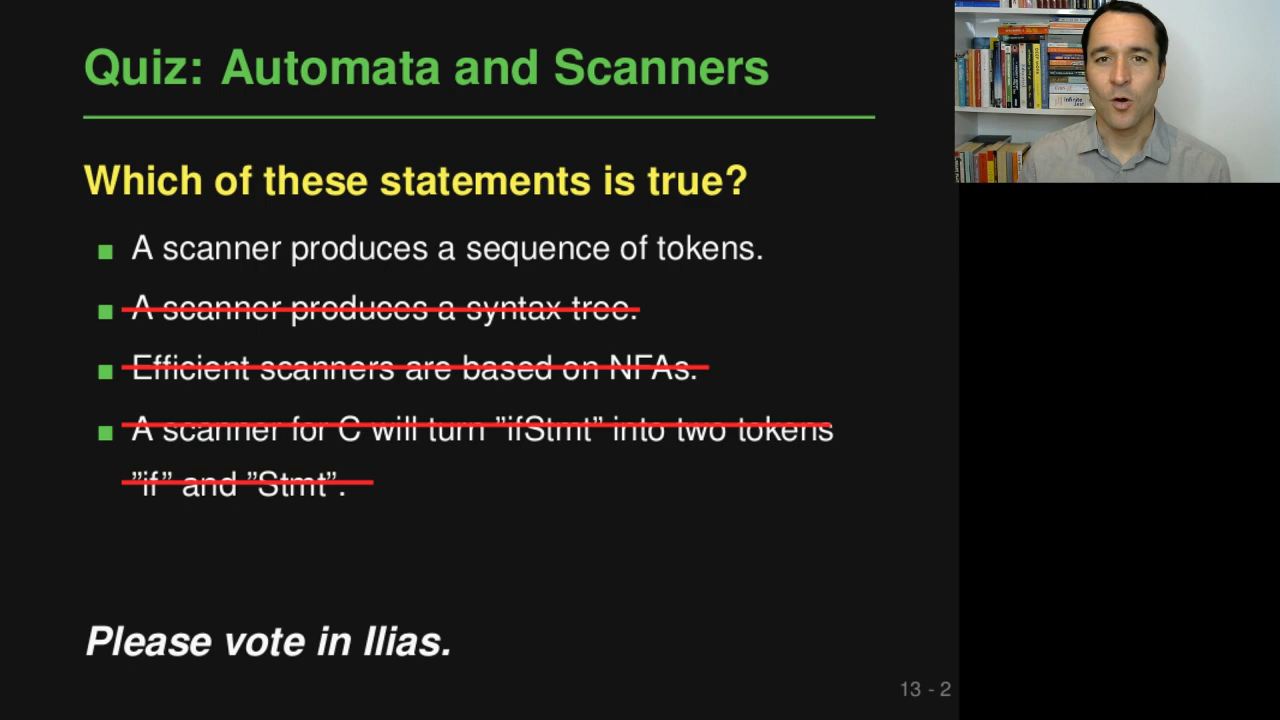 Quiz: Automata and Scanners
Which of these statements is true?
A scanner produces a sequence of tokens.
A scanner produces a syntax tree.
Efficient scanners are based on NFAs.
A scanner for C will turn ”ifStmt” into two tokens
”if” and ”Stmt”.
Please vote in Ilias.
13 - 2
Infinite
Jest